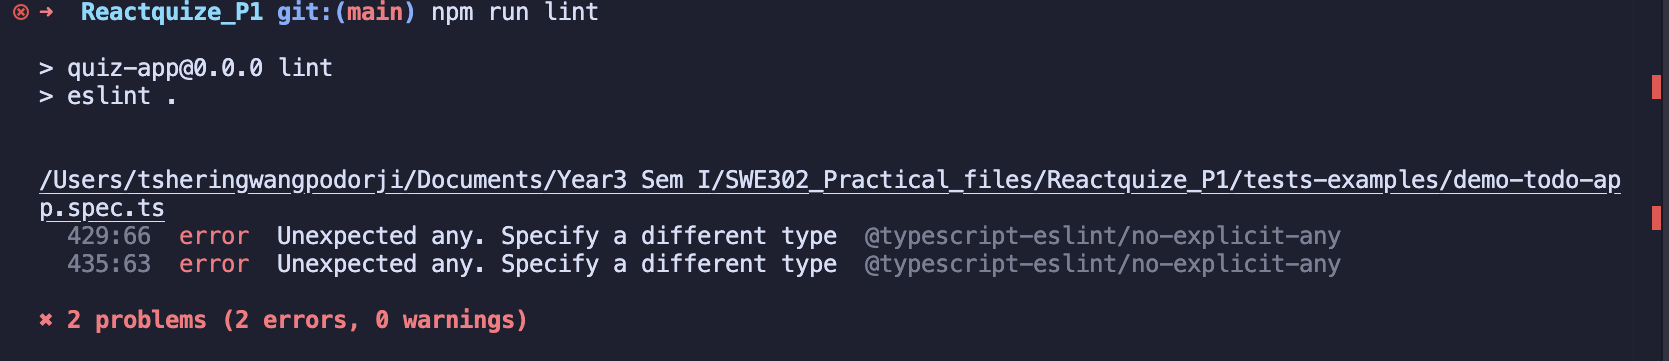 ⊗ → Reactquize_P1 git:(main) npm run lint
> quiz-app@0.0.0 lint
> eslint .
/Users/tsheringwangpodorji/Documents/Year3 Sem I/SWE302_Practical_files/Reactquize_P1/tests-examples/demo-todo-ap
p.spec.ts
429:66 error Unexpected any. Specify a different type @typescript-eslint/no-explicit-any
435:63 error Unexpected any. Specify a different type @typescript-eslint/no-explicit-any
✖ 2 problems (2 errors, 0 warnings)